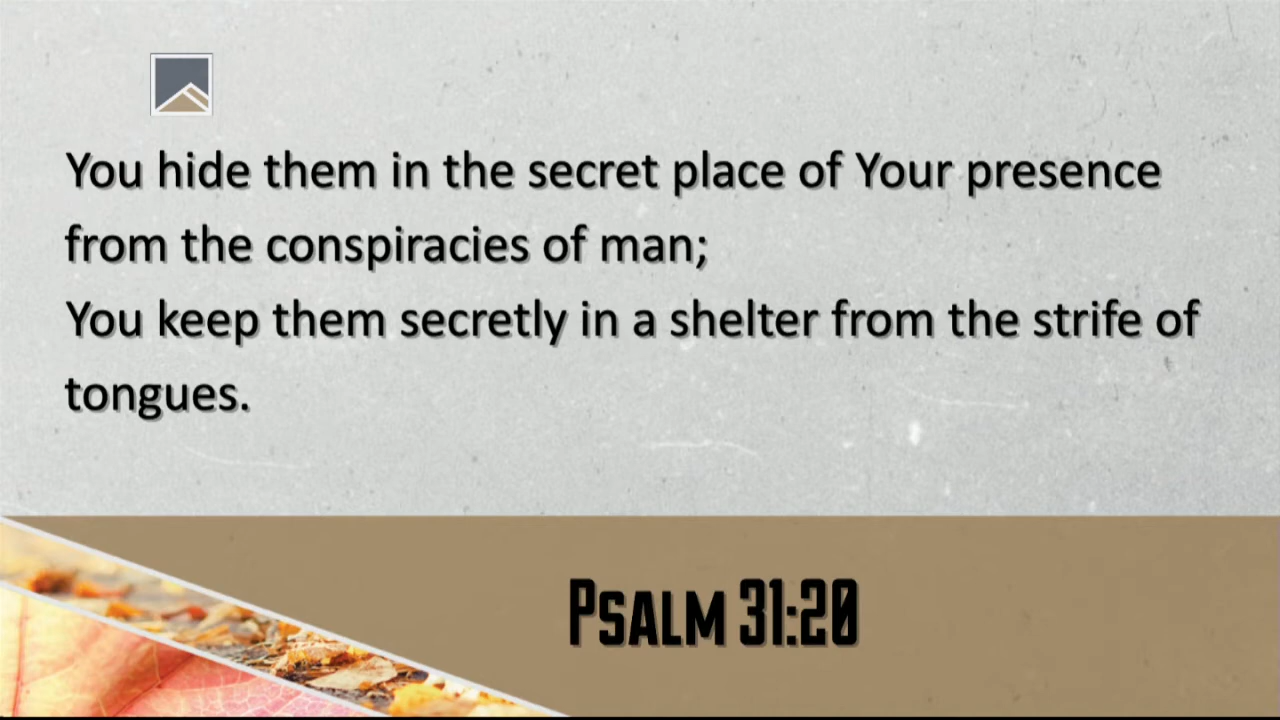 You hide them in the secret place of Your presence
from the conspiracies of man;
You keep them secretly in a shelter from the strife of
tongues.
Psalm 31:20